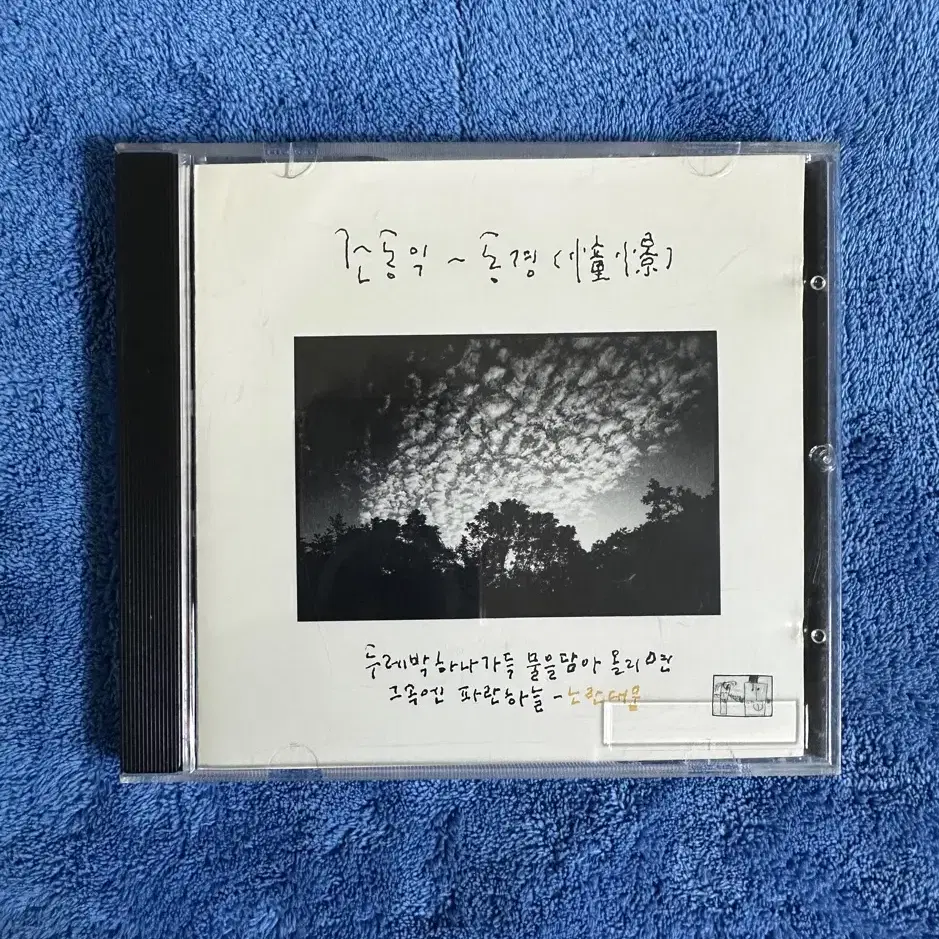 조동익 ~ 동경 (憧憬)
두레박 하나 가득 물을 담아 올리면
그 속엔 파란 하늘 - 노란 대문